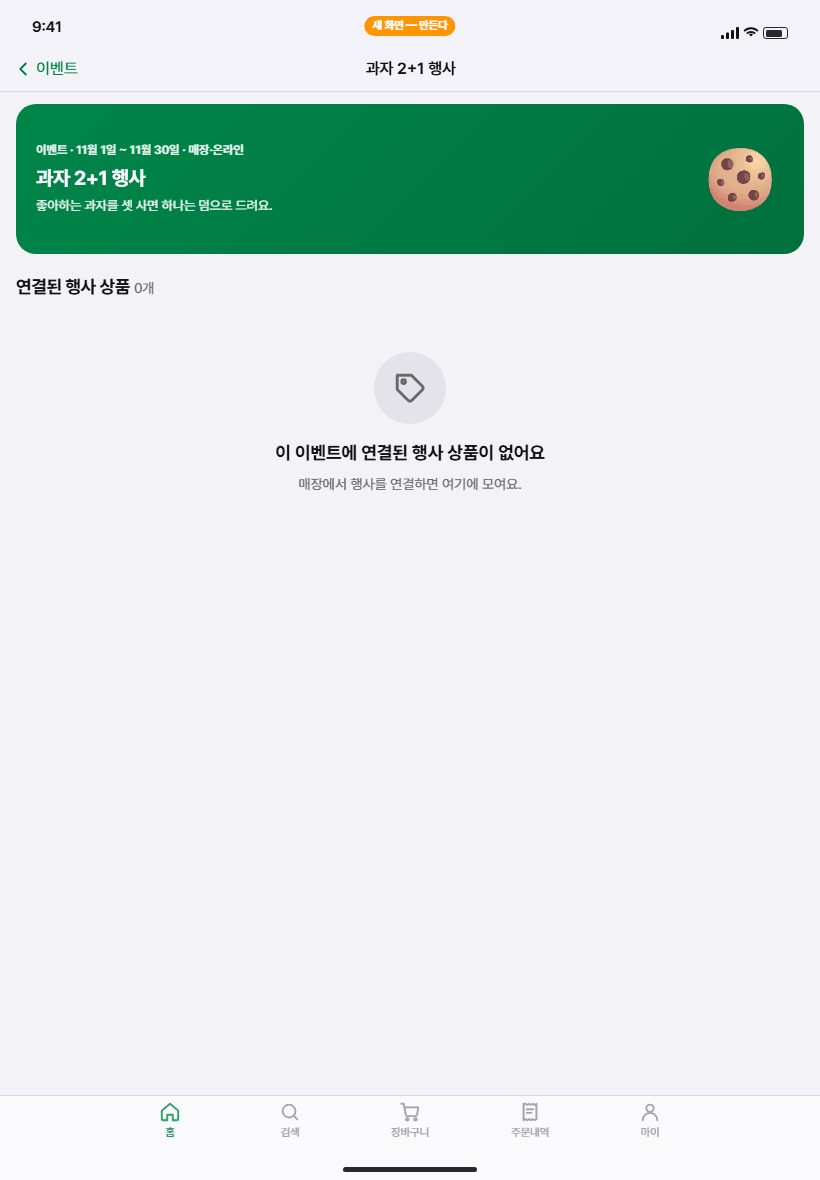 9:41
새 화면 — 만든다
이벤트
과자 2+1 행사
이벤트 · 11월 1일 ~ 11월 30일 · 매장·온라인
과자 2+1 행사
좋아하는 과자를 셋 사면 하나는 덤으로 드려요.
연결된 행사 상품 0개
이 이벤트에 연결된 행사 상품이 없어요
매장에서 행사를 연결하면 여기에 모여요.
홈
검색
장바구니
주문내역
마이